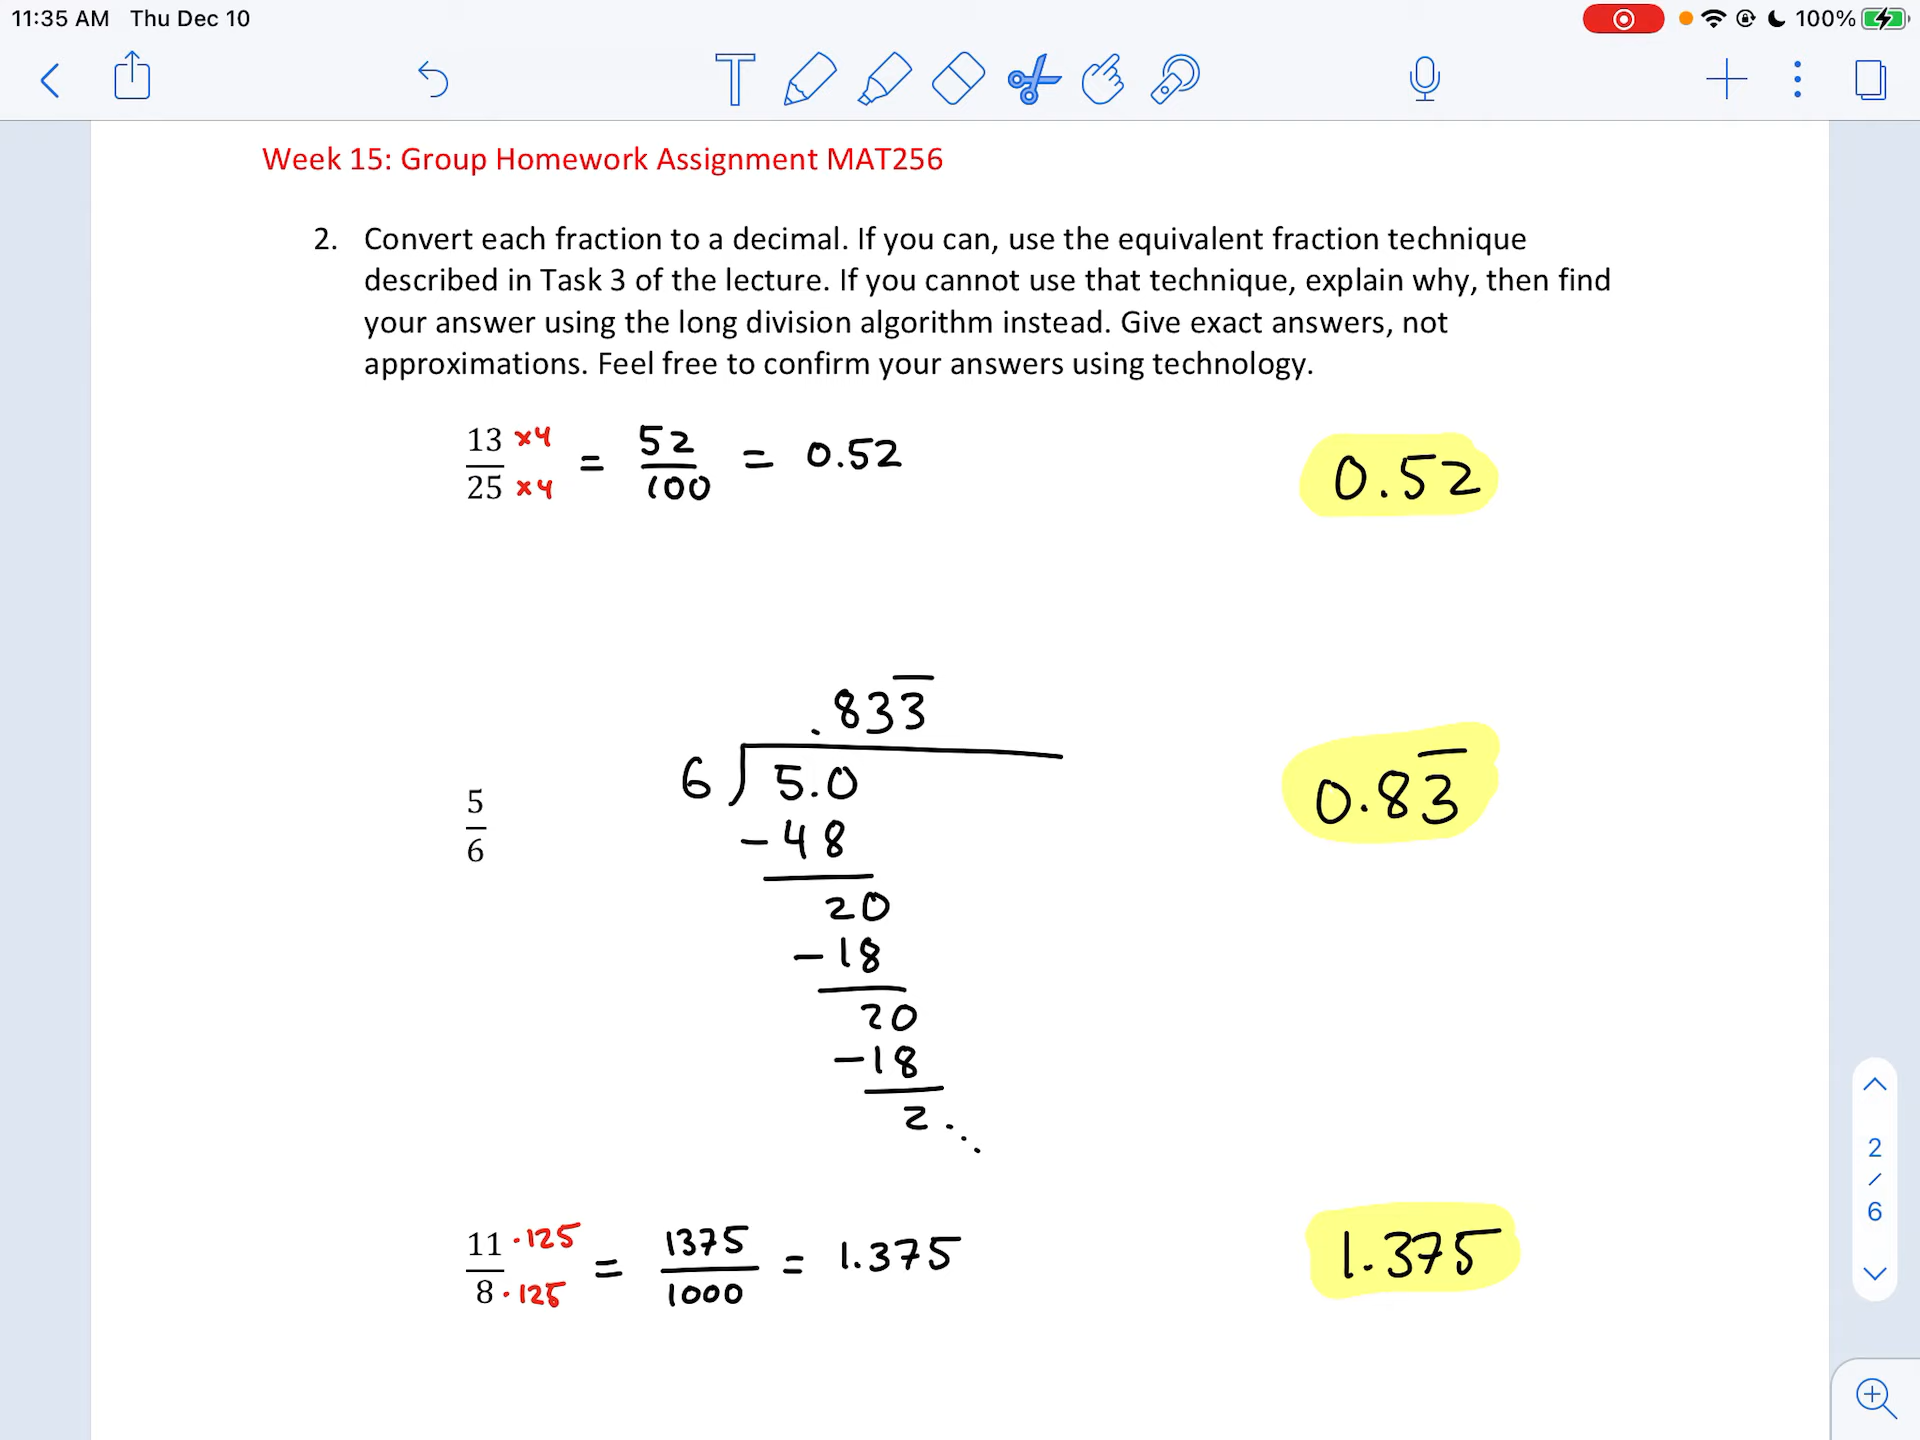 11:35 AM Thu Dec 10
100%
T
Week 15: Group Homework Assignment MAT256
2. Convert each fraction to a decimal. If you can, use the equivalent fraction technique
described in Task 3 of the lecture. If you cannot use that technique, explain why, then find
your answer using the long division algorithm instead. Give exact answers, not
approximations. Feel free to confirm your answers using technology.
13 ×4 / 25 ×4 = 52/100 = 0.52
0.52
.833̅
6 ) 5.0
5/6
0.83̅
-48
20
-18
20
-18
2...
11 ·125 / 8 ·125 = 1375/1000 = 1.375
1.375
2
/
6